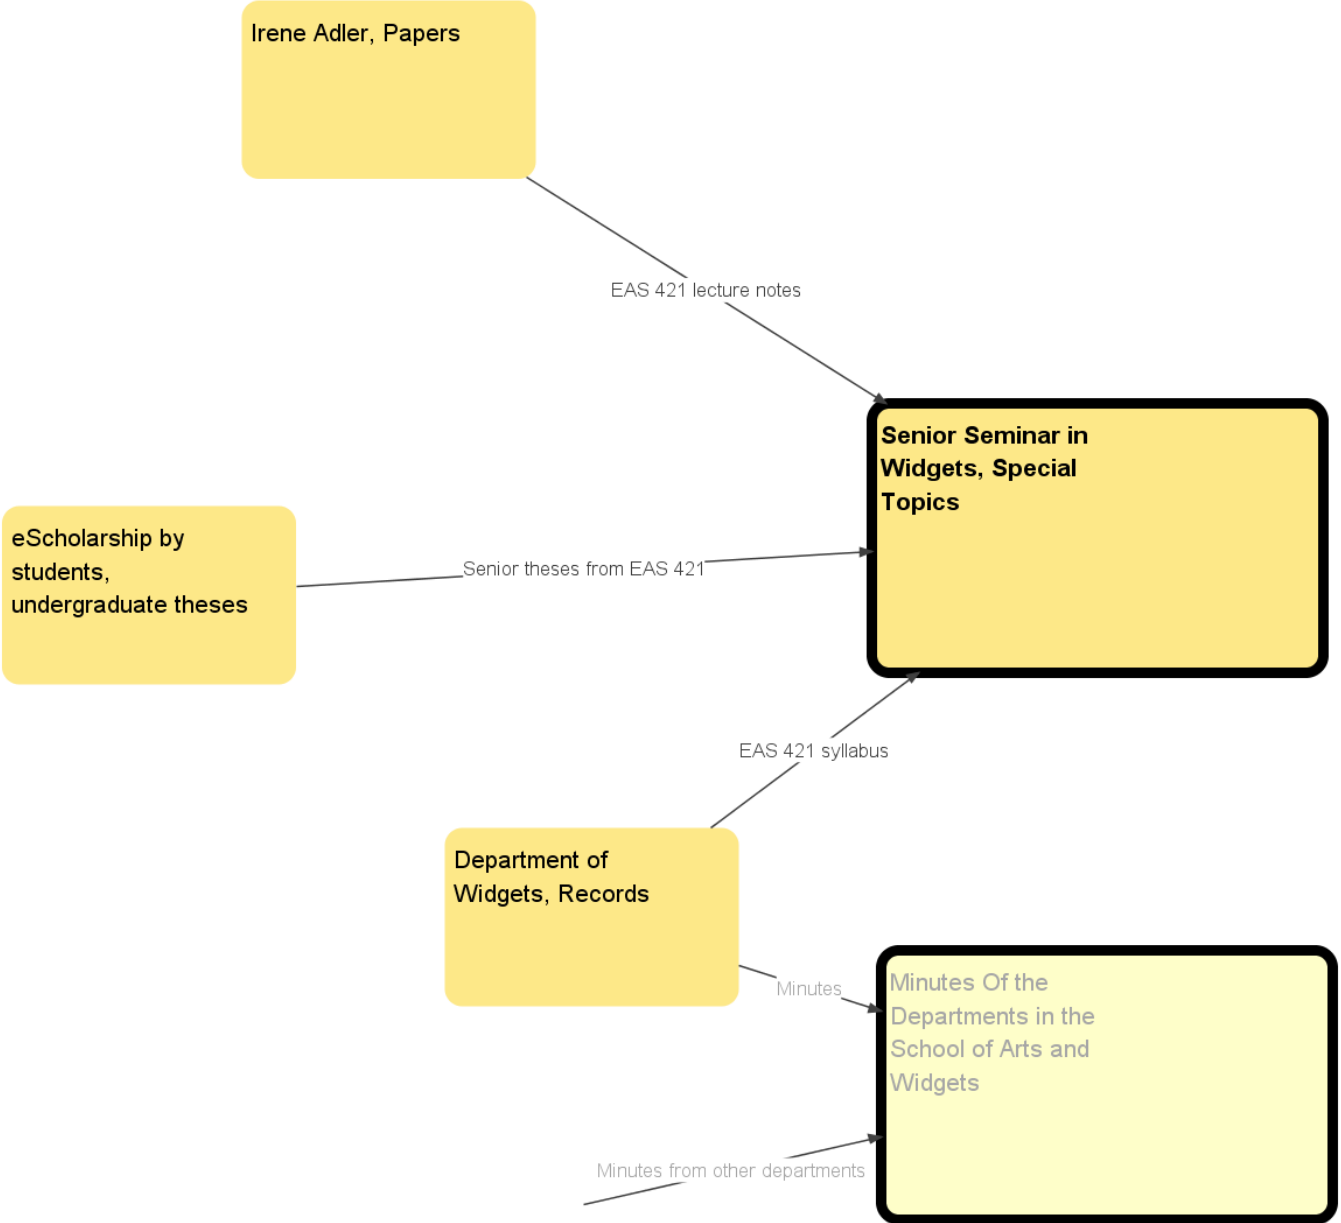 Irene Adler, Papers
EAS 421 lecture notes
Senior Seminar in
Widgets, Special
Topics
eScholarship by
students,
undergraduate theses
Senior theses from EAS 421
EAS 421 syllabus
Department of
Widgets, Records
Minutes
Minutes Of the
Departments in the
School of Arts and
Widgets
Minutes from other departments